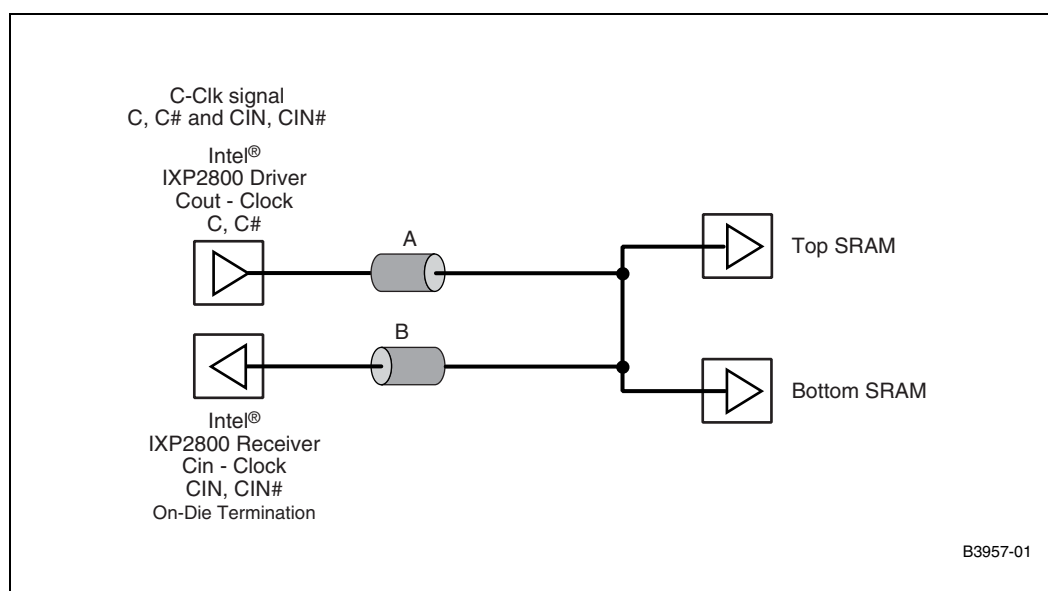 C-Clk signal
C, C# and CIN, CIN#
Intel®
IXP2800 Driver
Cout - Clock
C, C#
A
Top SRAM
B
Bottom SRAM
Intel®
IXP2800 Receiver
Cin - Clock
CIN, CIN#
On-Die Termination
B3957-01